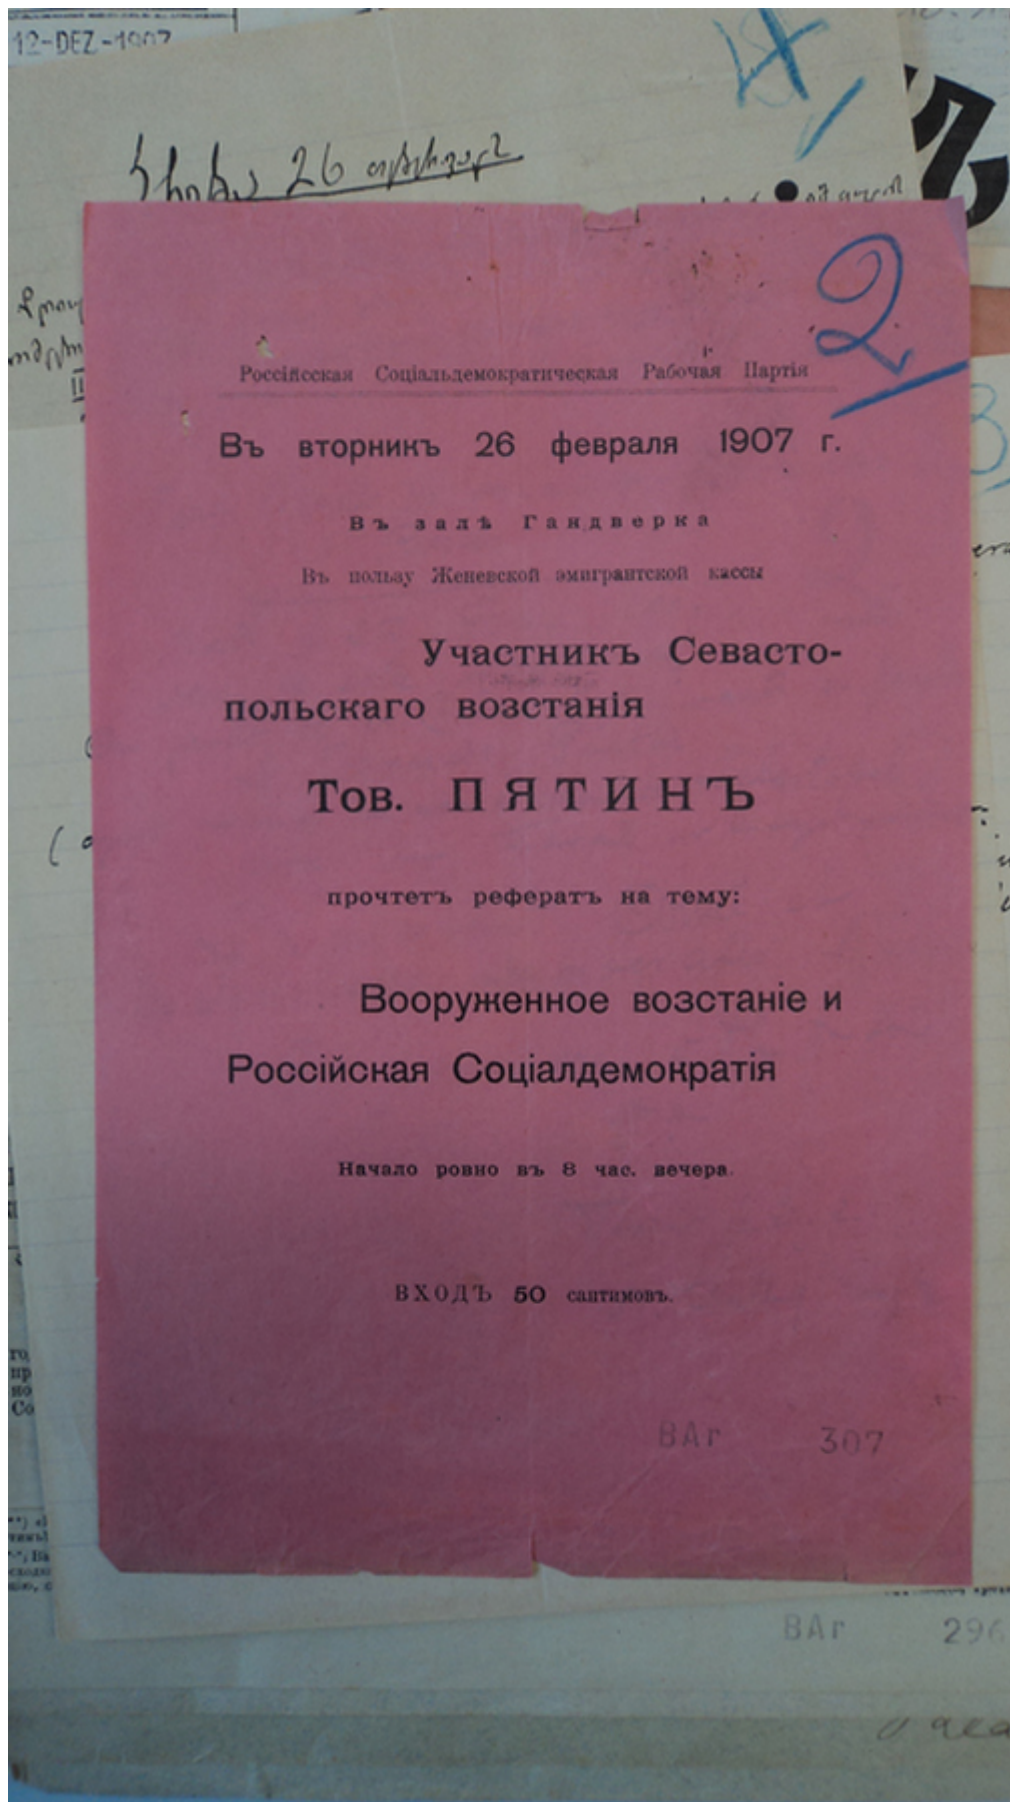 12-DEZ-1907
26
2
Россійсская Соціальдемократическая Рабочая Партія
Въ вторникъ 26 февраля 1907 г.
Въ залѣ Гандверка
Въ пользу Женевской эмигрантской кассы
Участникъ Севасто-
польскаго возстанія
Тов. ПЯТИНЪ
прочтетъ рефератъ на тему:
Вооруженное возстаніе и
Россійская Соціалдемократія
Начало ровно въ 8 час. вечера.
ВХОДЪ 50 сантимовъ.
BAr 307
BAr 296